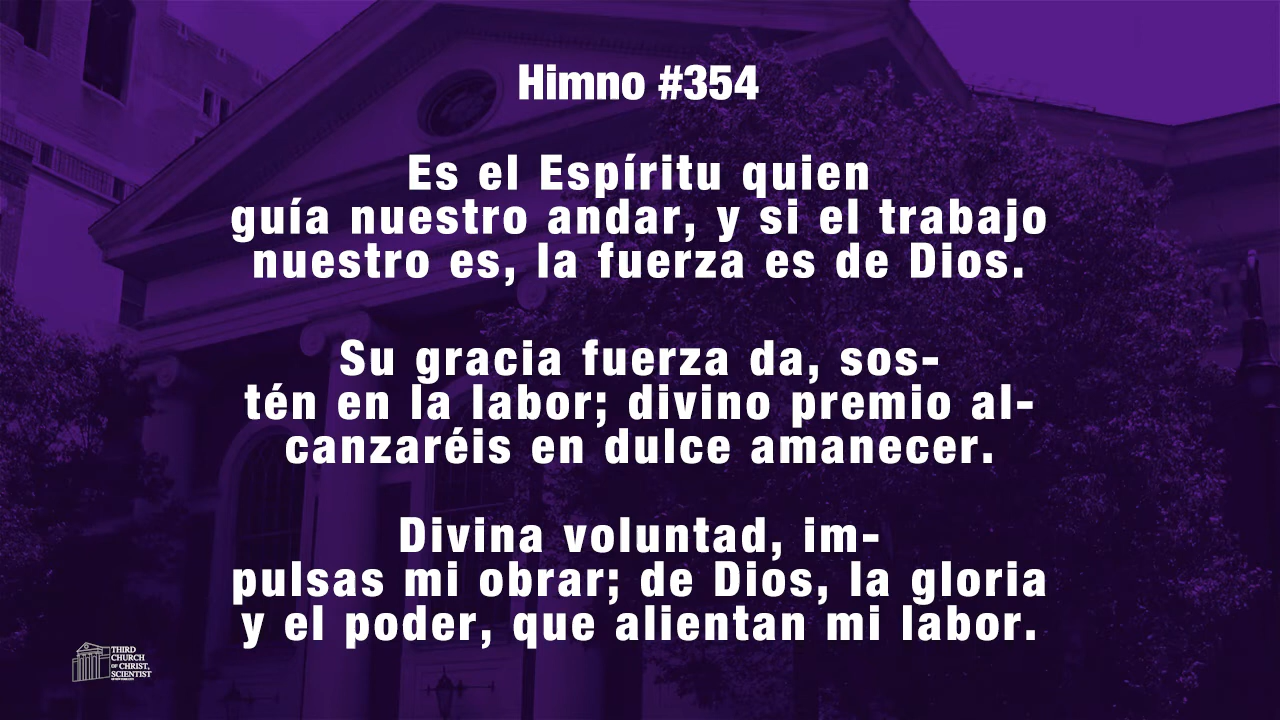 Himno #354
Es el Espíritu quien
guía nuestro andar, y si el trabajo
nuestro es, la fuerza es de Dios.
Su gracia fuerza da, sos-
tén en la labor; divino premio al-
canzaréis en dulce amanecer.
Divina voluntad, im-
pulsas mi obrar; de Dios, la gloria
y el poder, que alientan mi labor.
THIRD
CHURCH
OF CHRIST,
SCIENTIST